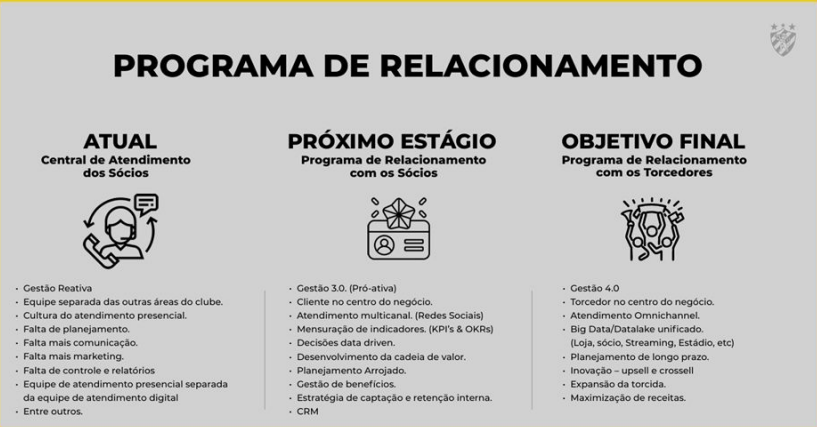 PROGRAMA DE RELACIONAMENTO
ATUAL
Central de Atendimento
dos Sócios
• Gestão Reativa
• Equipe separada das outras áreas do clube.
• Cultura do atendimento presencial.
• Falta de planejamento.
• Falta mais comunicação.
• Falta mais marketing.
• Falta de controle e relatórios
• Equipe de atendimento presencial separada
da equipe de atendimento digital
• Entre outros.
PRÓXIMO ESTÁGIO
Programa de Relacionamento
com os Sócios
• Gestão 3.0. (Pró-ativa)
• Cliente no centro do negócio.
• Atendimento multicanal. (Redes Sociais)
• Mensuração de indicadores. (KPI's & OKRs)
• Decisões data driven.
• Desenvolvimento da cadeia de valor.
• Planejamento Arrojado.
• Gestão de benefícios.
• Estratégia de captação e retenção interna.
• CRM
OBJETIVO FINAL
Programa de Relacionamento
com os Torcedores
• Gestão 4.0
• Torcedor no centro do negócio.
• Atendimento Omnichannel.
• Big Data/Datalake unificado.
(Loja, sócio, Streaming, Estádio, etc)
• Planejamento de longo prazo.
• Inovação – upsell e crossell
• Expansão da torcida.
• Maximização de receitas.